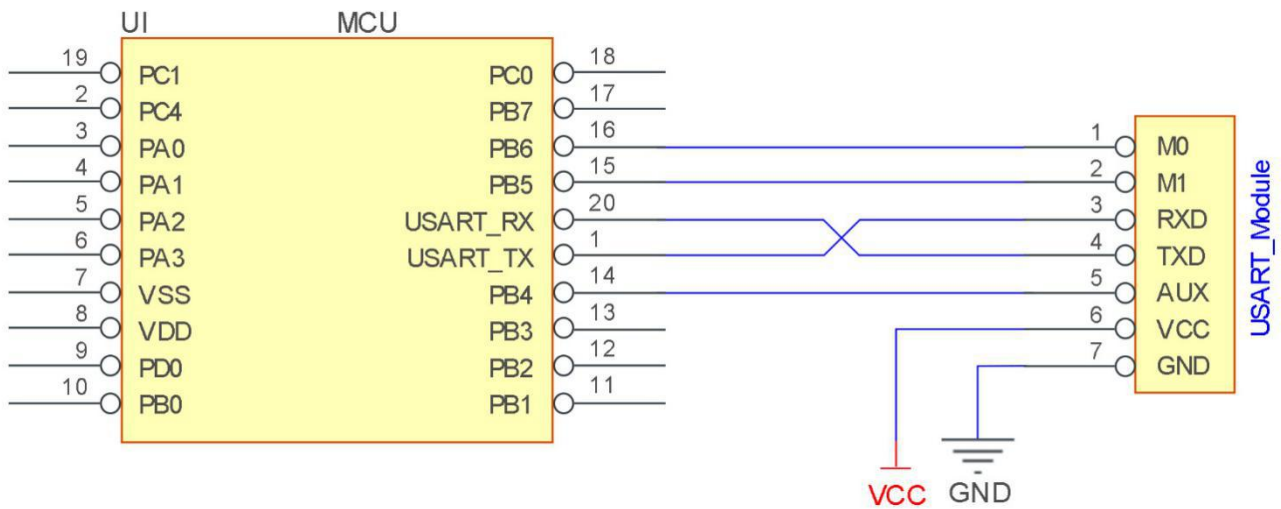 UI MCU
19 PC1 PC0 18
2 PC4 PB7 17
3 PA0 PB6 16 1 M0
4 PA1 PB5 15 2 M1
5 PA2 USART_RX 20 3 RXD
6 PA3 USART_TX 1 4 TXD
7 VSS PB4 14 5 AUX
8 VDD PB3 13 6 VCC
9 PD0 PB2 12 7 GND
10 PB0 PB1 11
USART_Module
VCC GND